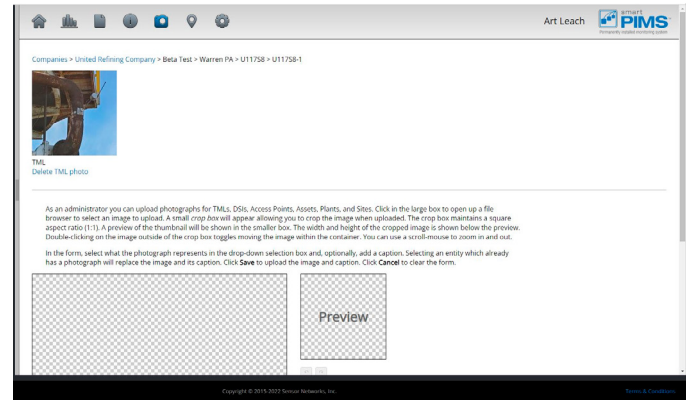 Art Leach
smart
PIMS
Permanently installed monitoring system
Companies > United Refining Company > Beta Test > Warren PA > U117S8 > U117S8-1
TML
Delete TML photo
As an administrator you can upload photographs for TMLs, DSIs, Access Points, Assets, Plants, and Sites. Click in the large box to open up a file
browser to select an image to upload. A small crop box will appear allowing you to crop the image when uploaded. The crop box maintains a square
aspect ratio (1:1). A preview of the thumbnail will be shown in the smaller box. The width and height of the cropped image is shown below the preview.
Double-clicking on the image outside of the crop box toggles moving the image within the container. You can use a scroll-mouse to zoom in and out.
In the form, select what the photograph represents in the drop-down selection box and, optionally, add a caption. Selecting an entity which already
has a photograph will replace the image and its caption. Click Save to upload the image and caption. Click Cancel to clear the form.
Preview
Copyright © 2015-2022 Sensor Networks, Inc.
Terms & Conditions